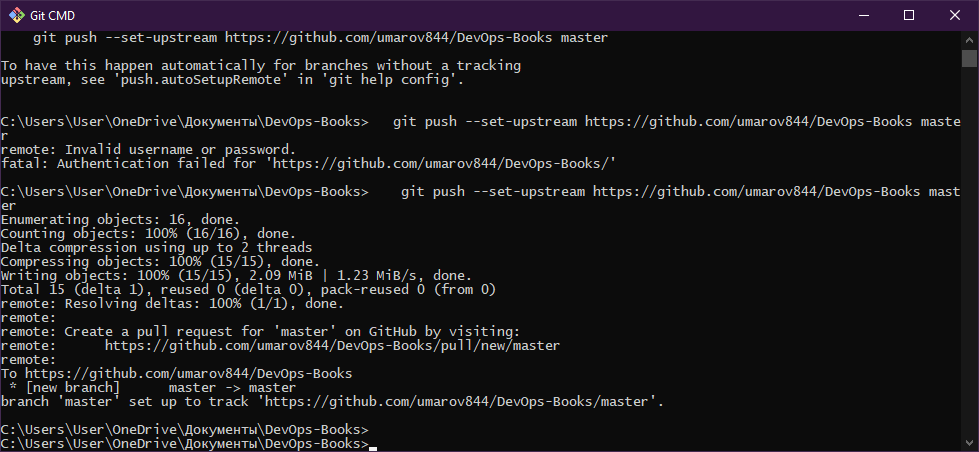 Git CMD
git push --set-upstream https://github.com/umarov844/DevOps-Books master
To have this happen automatically for branches without a tracking
upstream, see 'push.autoSetupRemote' in 'git help config'.
C:\Users\User\OneDrive\Документы\DevOps-Books>   git push --set-upstream https://github.com/umarov844/DevOps-Books maste
r
remote: Invalid username or password.
fatal: Authentication failed for 'https://github.com/umarov844/DevOps-Books/'
C:\Users\User\OneDrive\Документы\DevOps-Books>    git push --set-upstream https://github.com/umarov844/DevOps-Books mast
er
Enumerating objects: 16, done.
Counting objects: 100% (16/16), done.
Delta compression using up to 2 threads
Compressing objects: 100% (15/15), done.
Writing objects: 100% (15/15), 2.09 MiB | 1.23 MiB/s, done.
Total 15 (delta 1), reused 0 (delta 0), pack-reused 0 (from 0)
remote: Resolving deltas: 100% (1/1), done.
remote:
remote: Create a pull request for 'master' on GitHub by visiting:
remote:      https://github.com/umarov844/DevOps-Books/pull/new/master
remote:
To https://github.com/umarov844/DevOps-Books
 * [new branch]      master -> master
branch 'master' set up to track 'https://github.com/umarov844/DevOps-Books/master'.
C:\Users\User\OneDrive\Документы\DevOps-Books>
C:\Users\User\OneDrive\Документы\DevOps-Books>